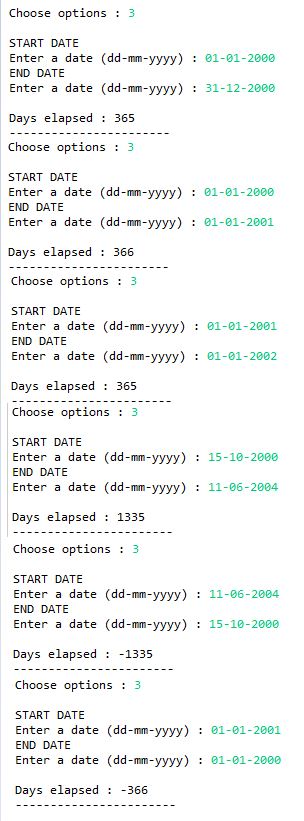 Choose options : 3
START DATE
Enter a date (dd-mm-yyyy) : 01-01-2000
END DATE
Enter a date (dd-mm-yyyy) : 31-12-2000
Days elapsed : 365
-----------------------
Choose options : 3
START DATE
Enter a date (dd-mm-yyyy) : 01-01-2000
END DATE
Enter a date (dd-mm-yyyy) : 01-01-2001
Days elapsed : 366
-----------------------
Choose options : 3
START DATE
Enter a date (dd-mm-yyyy) : 01-01-2001
END DATE
Enter a date (dd-mm-yyyy) : 01-01-2002
Days elapsed : 365
-----------------------
Choose options : 3
START DATE
Enter a date (dd-mm-yyyy) : 15-10-2000
END DATE
Enter a date (dd-mm-yyyy) : 11-06-2004
Days elapsed : 1335
-----------------------
Choose options : 3
START DATE
Enter a date (dd-mm-yyyy) : 11-06-2004
END DATE
Enter a date (dd-mm-yyyy) : 15-10-2000
Days elapsed : -1335
-----------------------
Choose options : 3
START DATE
Enter a date (dd-mm-yyyy) : 01-01-2001
END DATE
Enter a date (dd-mm-yyyy) : 01-01-2000
Days elapsed : -366
-----------------------